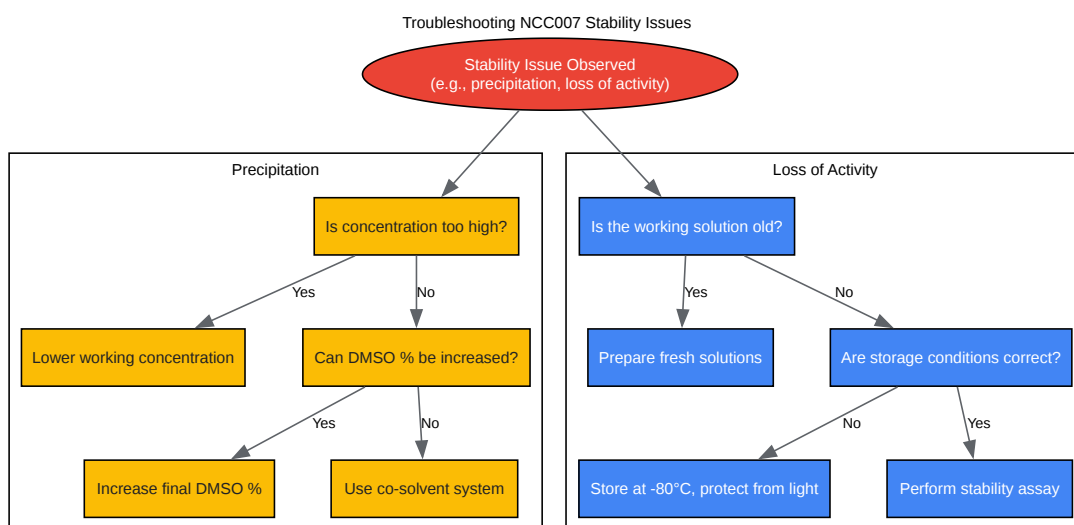 Troubleshooting NCC007 Stability Issues
Stability Issue Observed
(e.g., precipitation, loss of activity)
Precipitation
Loss of Activity
Is concentration too high?
Is the working solution old?
Yes
No
Yes
No
Lower working concentration
Can DMSO % be increased?
Prepare fresh solutions
Are storage conditions correct?
Yes
No
No
Yes
Increase final DMSO %
Use co-solvent system
Store at -80°C, protect from light
Perform stability assay